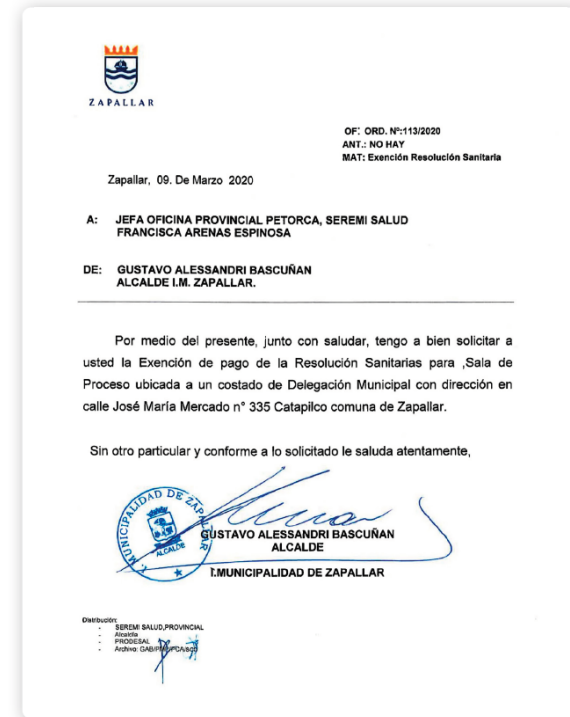 ZAPALLAR
OF: ORD. Nº:113/2020
ANT.: NO HAY
MAT: Exención Resolución Sanitaria
Zapallar, 09. De Marzo 2020
A: JEFA OFICINA PROVINCIAL PETORCA, SEREMI SALUD
FRANCISCA ARENAS ESPINOSA
DE: GUSTAVO ALESSANDRI BASCUÑAN
ALCALDE I.M. ZAPALLAR.
Por medio del presente, junto con saludar, tengo a bien solicitar a
usted la Exención de pago de la Resolución Sanitarias para ,Sala de
Proceso ubicada a un costado de Delegación Municipal con dirección en
calle José María Mercado n° 335 Catapilco comuna de Zapallar.
Sin otro particular y conforme a lo solicitado le saluda atentamente,
I. MUNICIPALIDAD DE ZAPALLAR
ALCALDE
GUSTAVO ALESSANDRI BASCUÑAN
ALCALDE
I.MUNICIPALIDAD DE ZAPALLAR
Distribución:
- SEREMI SALUD,PROVINCIAL
- Alcaldía
- PRODESAL
- Archivo: